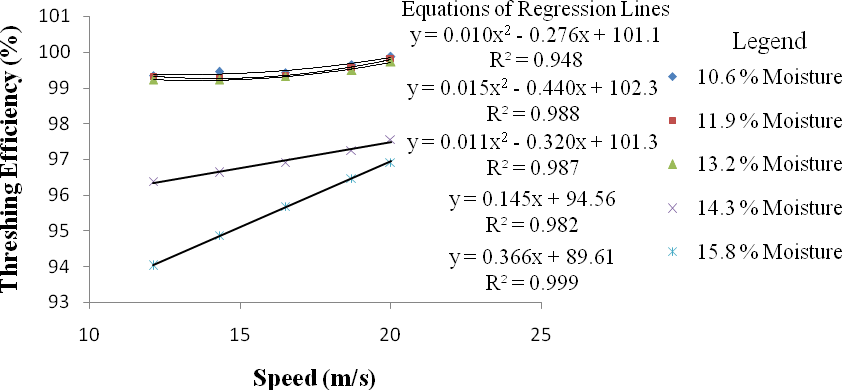 Equations of Regression Lines
y = 0.010x² - 0.276x + 101.1
R² = 0.948
y = 0.015x² - 0.440x + 102.3
R² = 0.988
y = 0.011x² - 0.320x + 101.3
R² = 0.987
y = 0.145x + 94.56
R² = 0.982
y = 0.366x + 89.61
R² = 0.999
Legend
10.6 % Moisture
11.9 % Moisture
13.2 % Moisture
14.3 % Moisture
15.8 % Moisture
Threshing Efficiency (%)
101
100
99
98
97
96
95
94
93
10
15
20
25
Speed (m/s)